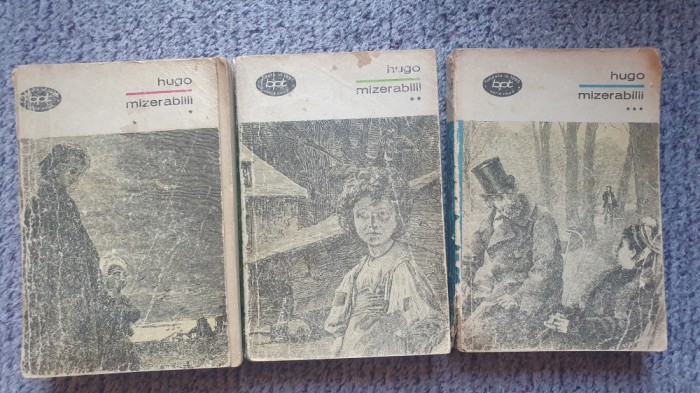 bpt
hugo
mizerabilii
*
bpt
hugo
mizerabilii
**
bpt
hugo
mizerabilii
***